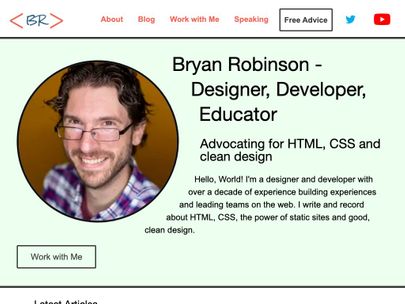 <BR>
About Blog Work with Me Speaking Free Advice
Bryan Robinson -
Designer, Developer,
Educator
Advocating for HTML, CSS and
clean design
Hello, World! I'm a designer and developer with
over a decade of experience building experiences
and leading teams on the web. I write and record
about HTML, CSS, the power of static sites and good,
clean design.
Work with Me
Latest Articles